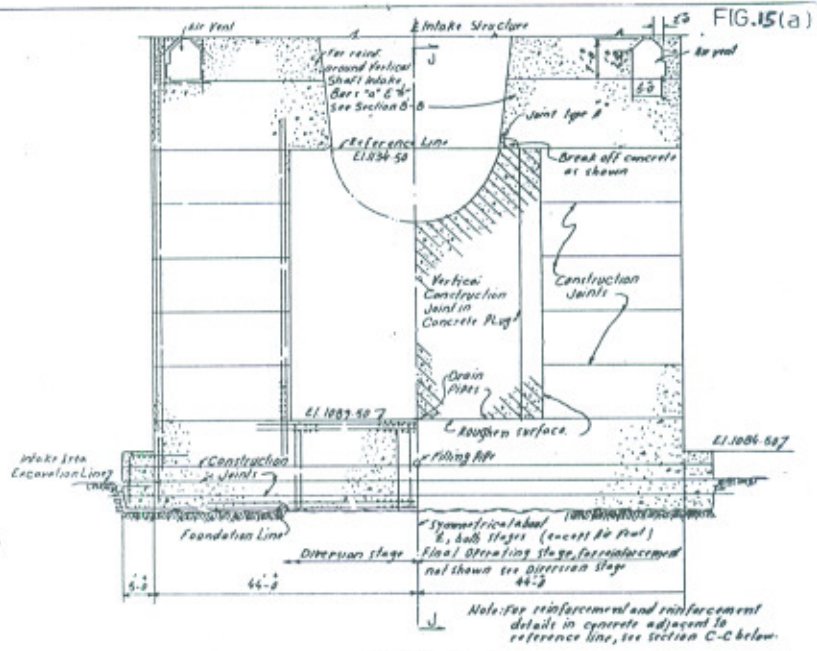 FIG.15(a)
Air Vent
Intake Structure
5'-0"
Air vent
J
For reinf.
around Vertical
Shaft Intake,
Bars "a" & "b"
see Section B-B
5'-0"
Joint type "A"
Reference Line
El.1134.50
Break off concrete
as shown
Vertical
Construction
Joint in
Concrete Plug
Construction
Joints
Drain
Pipes
El.1089.50
Roughen surface.
El.1084.50
Intake Area
Excavation Line
Construction
Joints
Filling Pipe
Foundation Line
Symmetrical about
℄, both stages (except Air Vent)
Diversion stage
Final Operating stage, for reinforcement
not shown see Diversion stage
5'-0"
44'-0"
44'-0"
J
Note: For reinforcement and reinforcement
details in concrete adjacent to
reference line, see section C-C below.